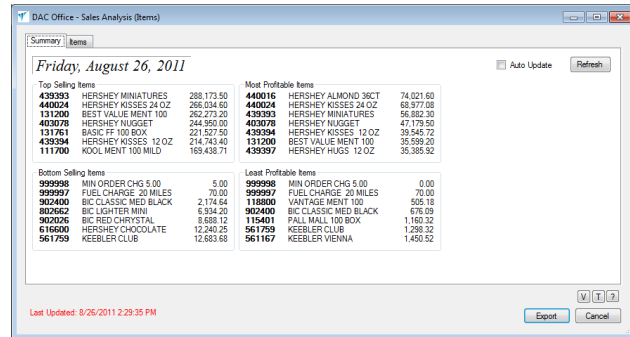 DAC Office - Sales Analysis (Items)
Summary Items
Friday, August 26, 2011
Auto Update Refresh
Top Selling Items
439393 HERSHEY MINIATURES 288,173.50
440024 HERSHEY KISSES 24 OZ 266,034.60
131200 BEST VALUE MENT 100 262,273.20
403078 HERSHEY NUGGET 244,950.00
131761 BASIC FF 100 BOX 221,527.50
439394 HERSHEY KISSES 12 OZ 214,743.40
111700 KOOL MENT 100 MILD 169,438.71
Most Profitable Items
440016 HERSHEY ALMOND 36CT 74,021.60
440024 HERSHEY KISSES 24 OZ 68,977.08
439393 HERSHEY MINIATURES 56,882.30
403078 HERSHEY NUGGET 47,179.50
439394 HERSHEY KISSES 12 OZ 39,545.72
131200 BEST VALUE MENT 100 35,599.20
439397 HERSHEY HUGS 12 OZ 35,385.92
Bottom Selling Items
999998 MIN ORDER CHG 5.00 5.00
999997 FUEL CHARGE 20 MILES 70.00
902400 BIC CLASSIC MED BLACK 2,174.64
802662 BIC LIGHTER MINI 6,934.20
902026 BIC RED CHRYSTAL 8,688.12
616600 HERSHEY CHOCOLATE 12,240.25
561759 KEEBLER CLUB 12,683.68
Least Profitable Items
999998 MIN ORDER CHG 5.00 0.00
999997 FUEL CHARGE 20 MILES 70.00
118800 VANTAGE MENT 100 505.18
902400 BIC CLASSIC MED BLACK 676.09
115401 PALL MALL 100 BOX 1,160.32
561759 KEEBLER CLUB 1,298.32
561167 KEEBLER VIENNA 1,450.52
V T ?
Last Updated: 8/26/2011 2:29:35 PM
Export Cancel